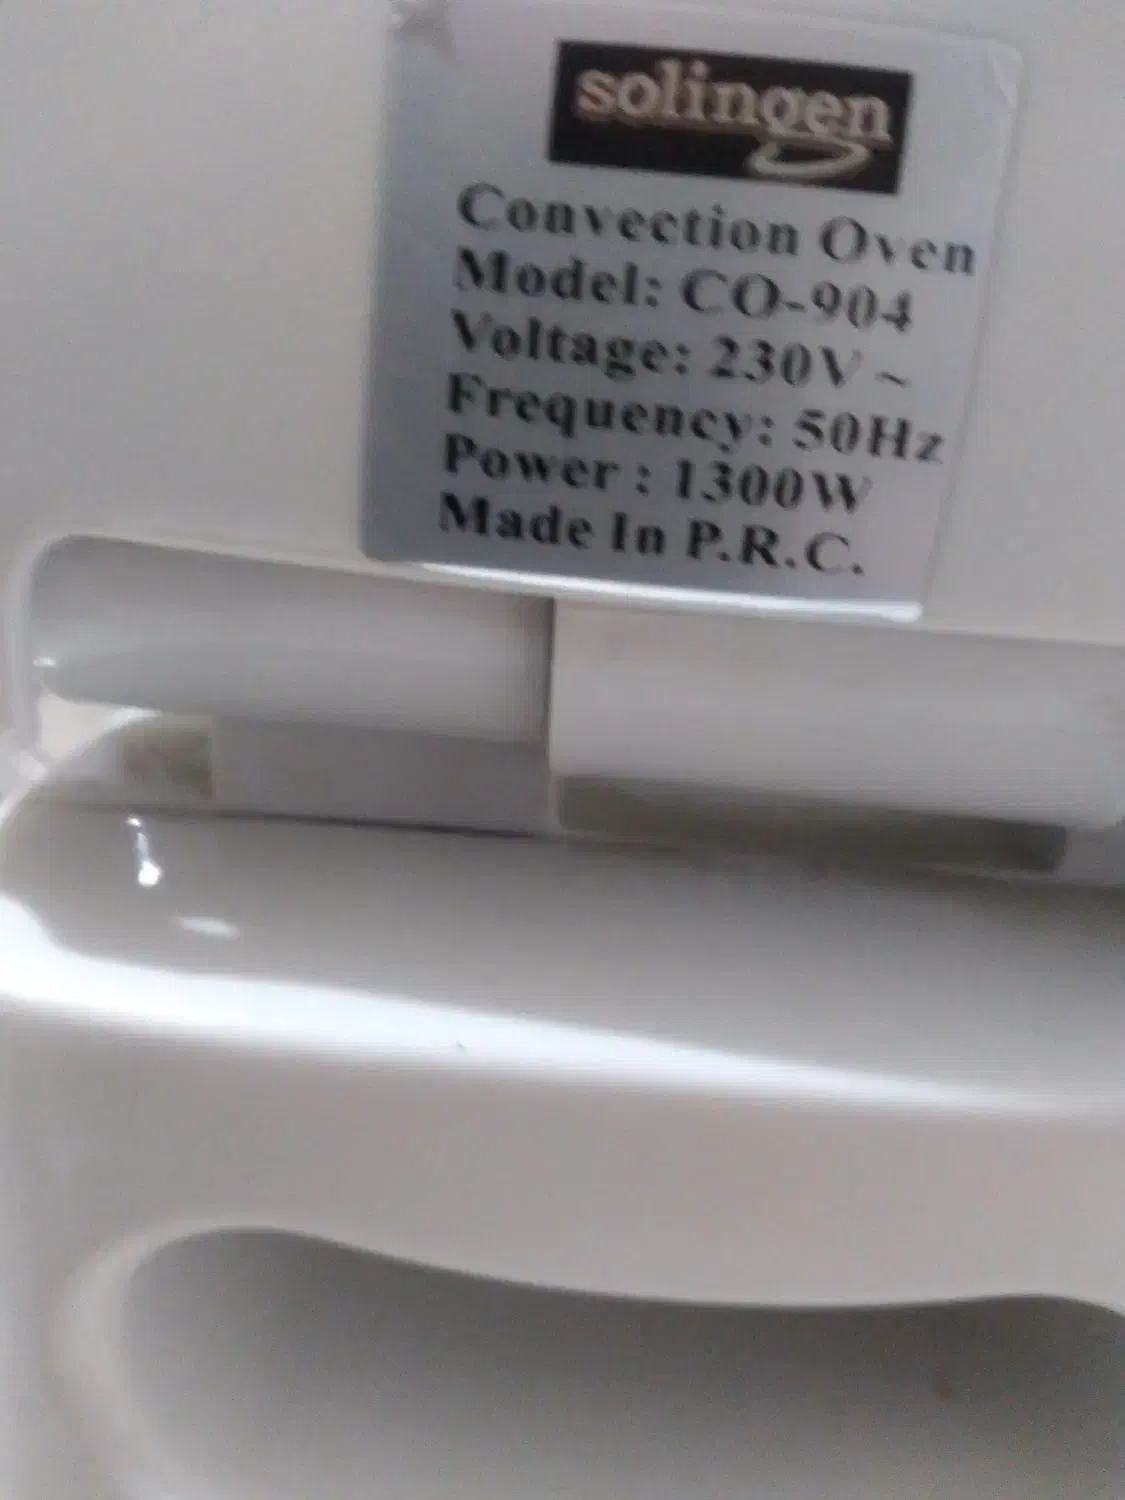 solingen
Convection Oven
Model: CO-904
Voltage: 230V ~
Frequency: 50Hz
Power : 1300W
Made In P.R.C.